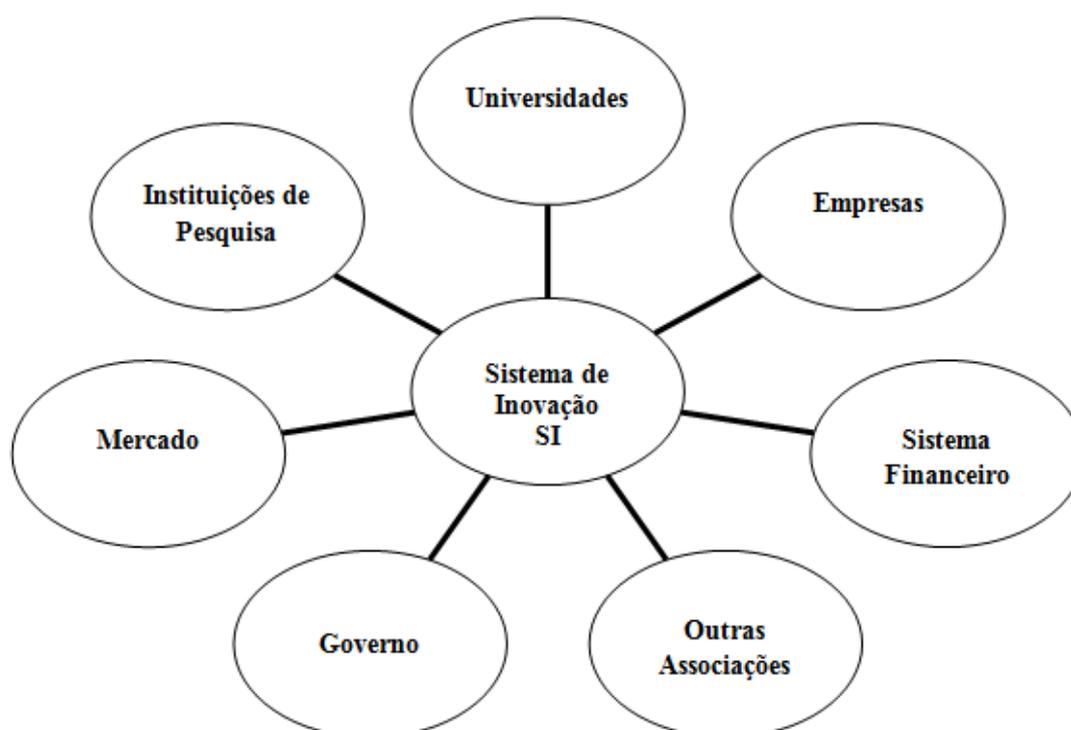 Universidades
Instituições de
Pesquisa
Empresas
Sistema de
Inovação
SI
Mercado
Sistema
Financeiro
Governo
Outras
Associações